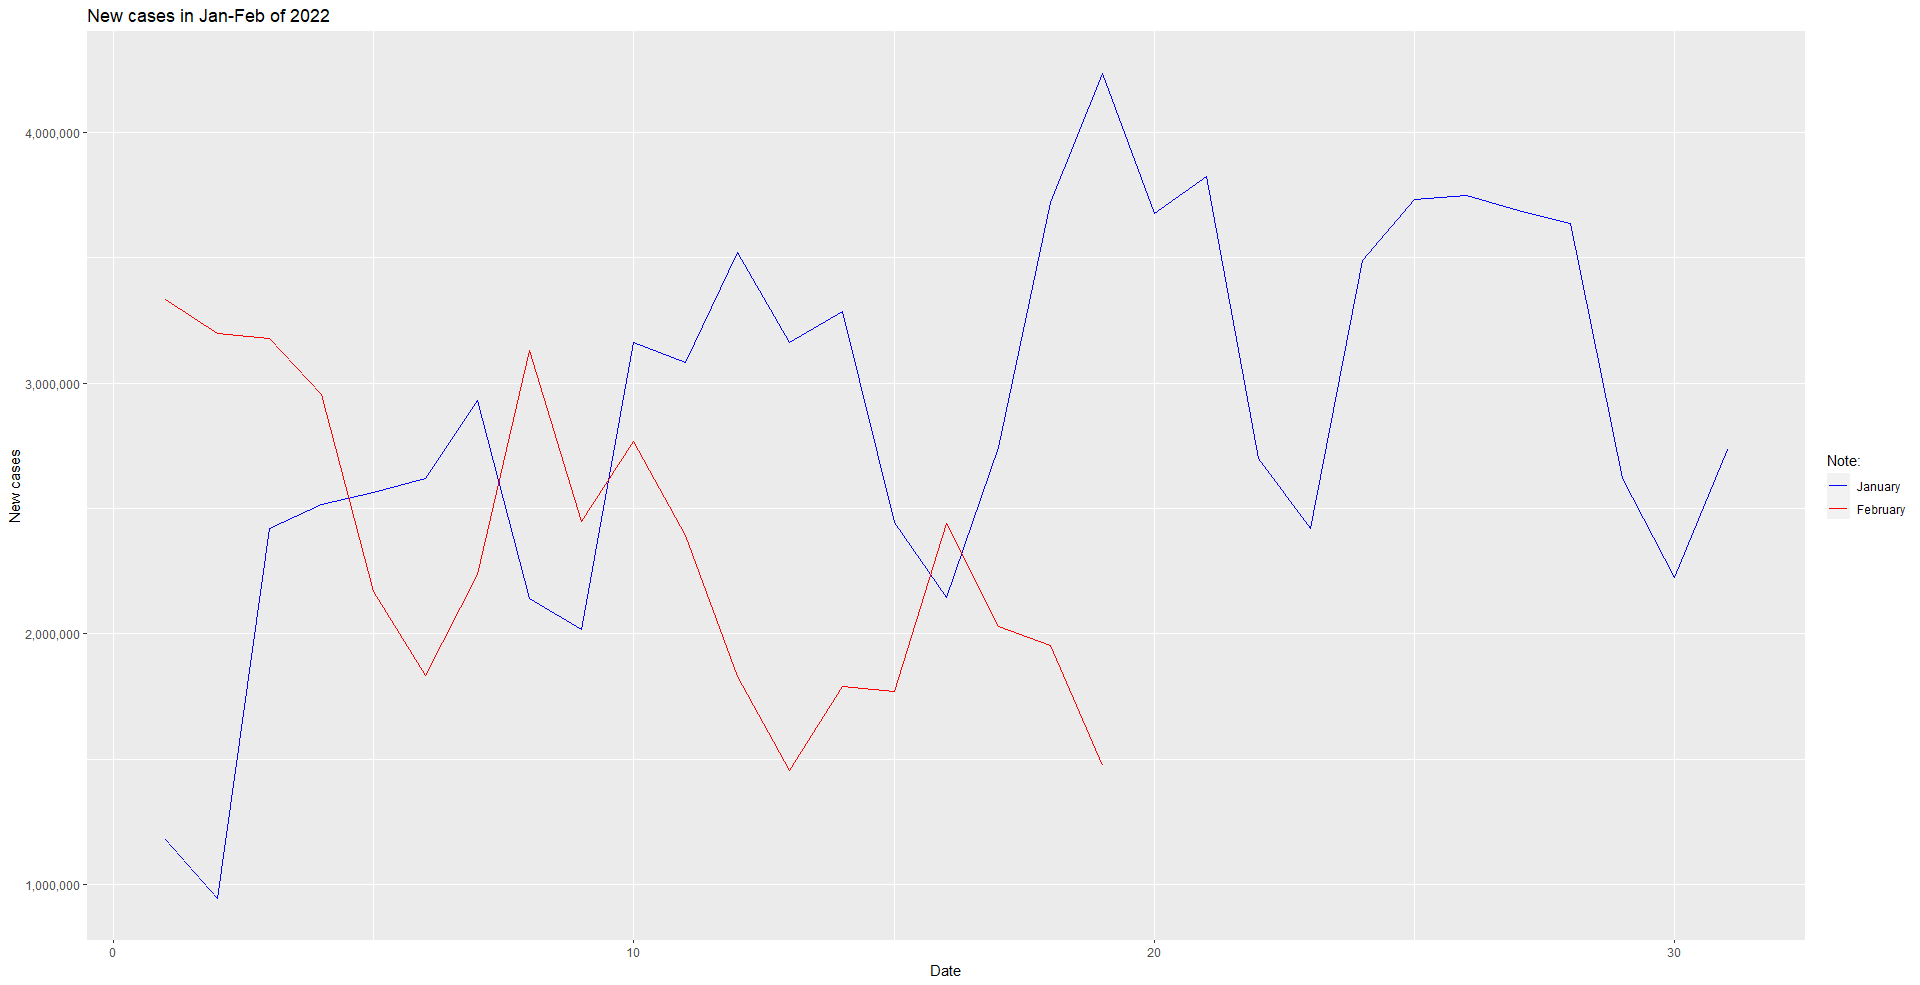 New cases in Jan-Feb of 2022
4,000,000
3,000,000
2,000,000
1,000,000
New cases
0
10
20
30
Date
Note:
January
February